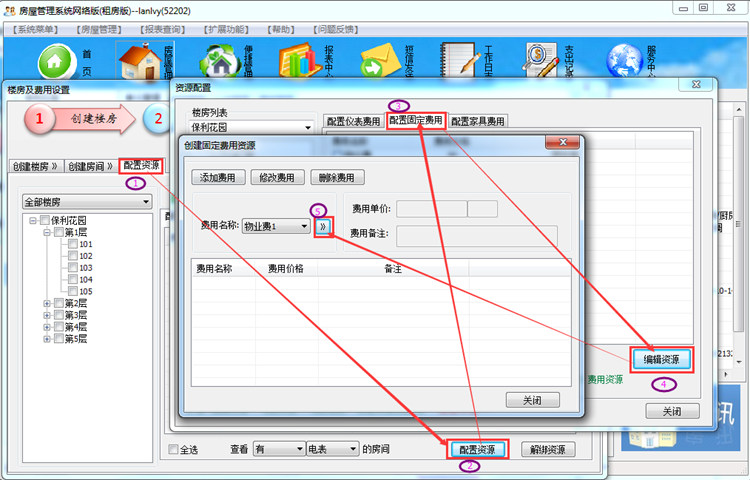 房屋管理系统网络版(租房版)--lanlvy(52202)
【系统菜单】 【房屋管理】 【报表查询】 【扩展功能】 【帮助】 【问题反馈】
首页
房屋管理
便捷管理
报表中心
短信发送
工作日志
支出记录
服务中心
楼房及费用设置
1 创建楼房 2
创建楼房 》 创建房间 》 配置资源
1
全部楼房
保利花园
第1层
101
102
103
104
105
第2层
第3层
第4层
第5层
资源配置
楼房列表
保利花园
3
配置仪表费用 配置固定费用 配置家具费用
创建固定费用资源
添加费用 修改费用 删除费用
5
费用名称: 物业费1 》
费用单价:
费用备注:
费用名称 费用价格 备注
关闭
编辑资源
4
费用资源
关闭
全选 查看 有 电表 的房间 配置资源 解绑资源
2
讯